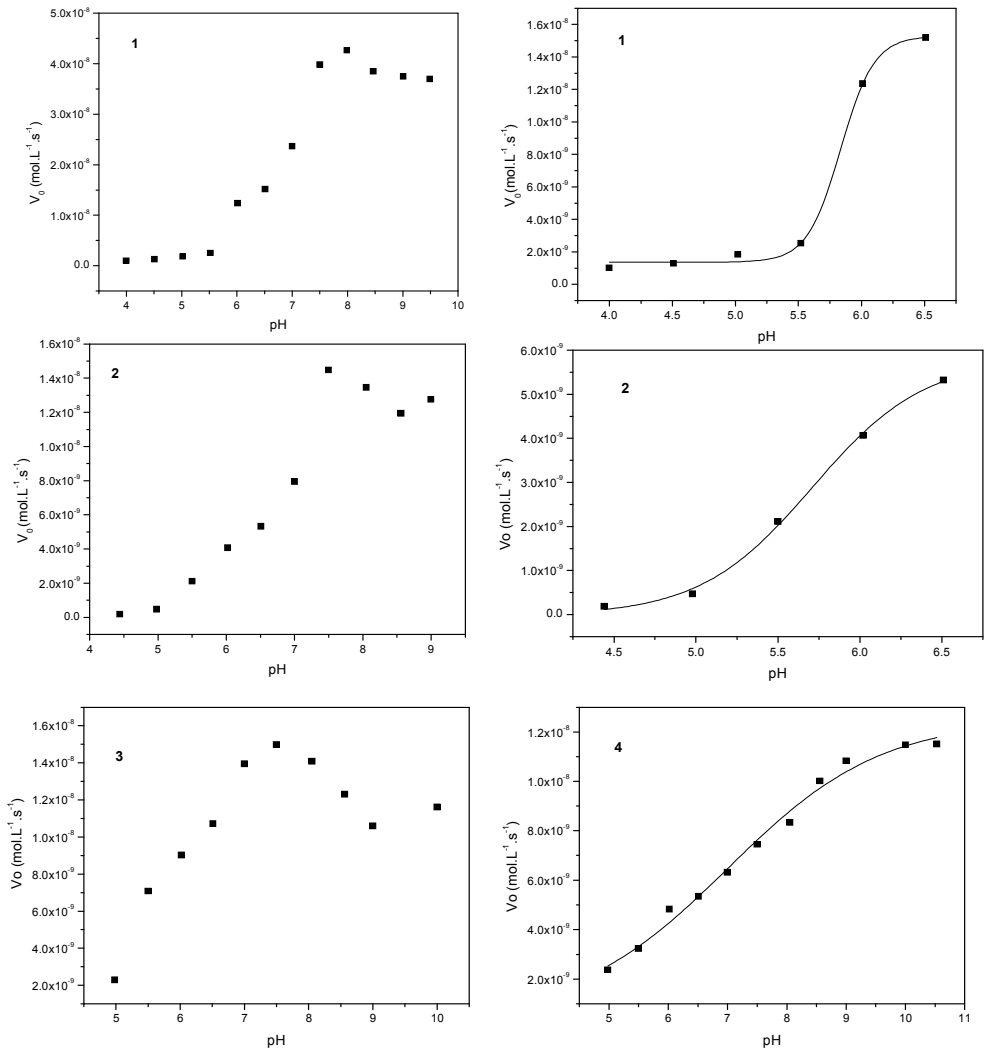 1
5.0x10⁻⁸
4.0x10⁻⁸
3.0x10⁻⁸
2.0x10⁻⁸
1.0x10⁻⁸
0.0
V₀ (mol.L⁻¹.s⁻¹)
4 5 6 7 8 9 10
pH
1
1.6x10⁻⁸
1.4x10⁻⁸
1.2x10⁻⁸
1.0x10⁻⁸
8.0x10⁻⁹
6.0x10⁻⁹
4.0x10⁻⁹
2.0x10⁻⁹
0.0
V₀(mol.L⁻¹.s⁻¹)
4.0 4.5 5.0 5.5 6.0 6.5
pH
2
1.6x10⁻⁸
1.4x10⁻⁸
1.2x10⁻⁸
1.0x10⁻⁸
8.0x10⁻⁹
6.0x10⁻⁹
4.0x10⁻⁹
2.0x10⁻⁹
0.0
V₀(mol.L⁻¹.s⁻¹)
4 5 6 7 8 9
pH
2
6.0x10⁻⁹
5.0x10⁻⁹
4.0x10⁻⁹
3.0x10⁻⁹
2.0x10⁻⁹
1.0x10⁻⁹
0.0
Vo (mol.L⁻¹.s⁻¹)
4.5 5.0 5.5 6.0 6.5
pH
3
1.6x10⁻⁸
1.4x10⁻⁸
1.2x10⁻⁸
1.0x10⁻⁸
8.0x10⁻⁹
6.0x10⁻⁹
4.0x10⁻⁹
2.0x10⁻⁹
Vo (mol.L⁻¹.s⁻¹)
5 6 7 8 9 10
pH
4
1.2x10⁻⁸
1.0x10⁻⁸
8.0x10⁻⁹
6.0x10⁻⁹
4.0x10⁻⁹
2.0x10⁻⁹
Vo (mol.L⁻¹.s⁻¹)
5 6 7 8 9 10 11
pH